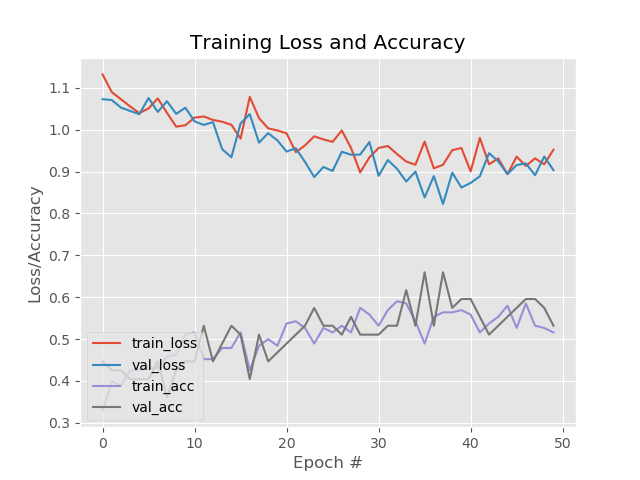 Training Loss and Accuracy
Loss/Accuracy
1.1
1.0
0.9
0.8
0.7
0.6
0.5
0.4
0.3
train_loss
val_loss
train_acc
val_acc
0 10 20 30 40 50
Epoch #